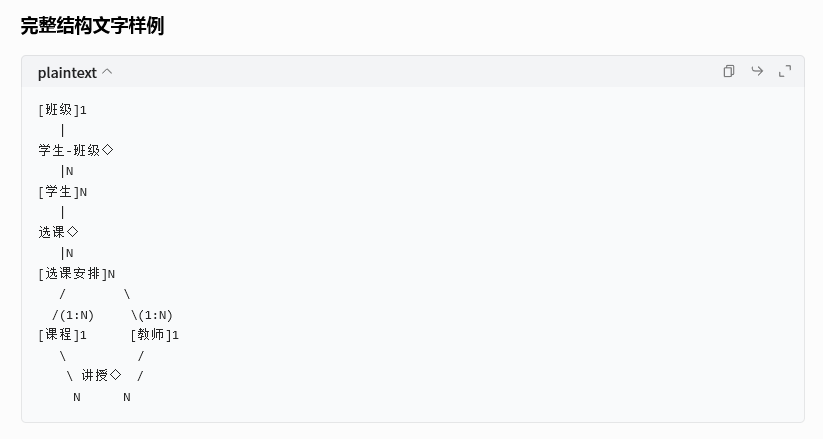 完整结构文字样例
plaintext
[班级]1
   |
学生-班级◇
   |N
[学生]N
   |
选课◇
   |N
[选课安排]N
   /        \
  /(1:N)     \(1:N)
[课程]1      [教师]1
   \          /
    \ 讲授◇  /
     N      N